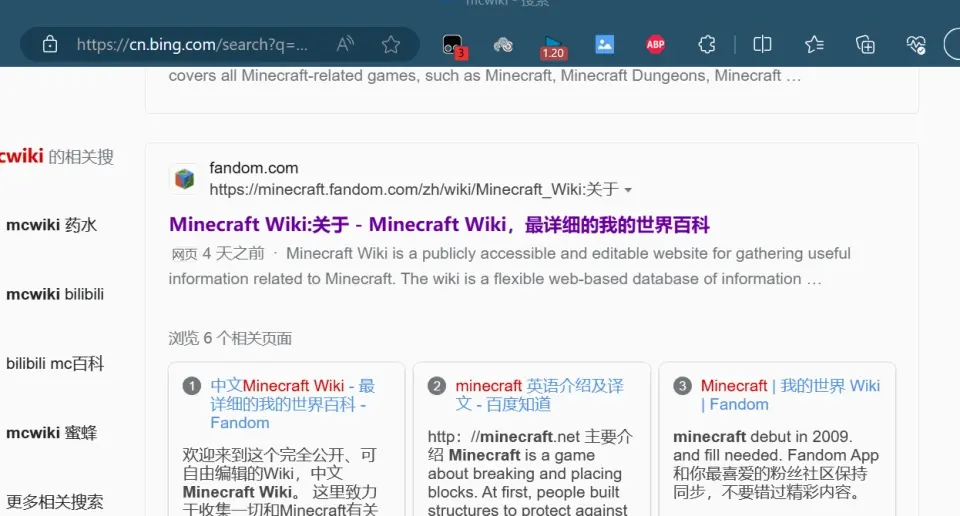 mcwiki - 搜索
https://cn.bing.com/search?q=...
A
3
1.20
ABP
covers all Minecraft-related games, such as Minecraft, Minecraft Dungeons, Minecraft …
cwiki 的相关搜
mcwiki 药水
mcwiki bilibili
bilibili mc百科
mcwiki 蜜蜂
更多相关搜索
fandom.com
https://minecraft.fandom.com/zh/wiki/Minecraft_Wiki:关于
Minecraft Wiki:关于 - Minecraft Wiki，最详细的我的世界百科
网页 4 天之前 · Minecraft Wiki is a publicly accessible and editable website for gathering useful
information related to Minecraft. The wiki is a flexible web-based database of information …
浏览 6 个相关页面
1 中文Minecraft Wiki - 最
详细的我的世界百科 -
Fandom
欢迎来到这个完全公开、可
自由编辑的Wiki，中文
Minecraft Wiki。 这里致力
于收集一切和Minecraft有关
2 minecraft 英语介绍及译
文 - 百度知道
http：//minecraft.net 主要介
绍 Minecraft is a game
about breaking and placing
blocks. At first, people built
structures to protect against
3 Minecraft | 我的世界 Wiki
| Fandom
minecraft debut in 2009.
and fill needed. Fandom App
和你最喜爱的粉丝社区保持
同步，不要错过精彩内容。